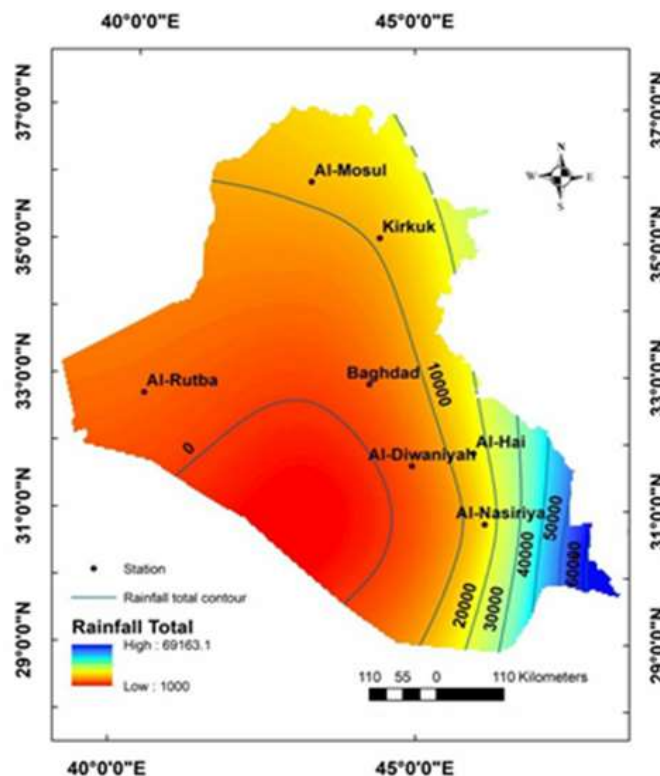 40°0'0"E 45°0'0"E
37°0'0"N 37°0'0"N
35°0'0"N 35°0'0"N
33°0'0"N 33°0'0"N
31°0'0"N 31°0'0"N
29°0'0"N 29°0'0"N
N
W E
S
Al-Mosul
Kirkuk
Al-Rutba
Baghdad
10000
0
Al-Hai
Al-Diwaniyah
Al-Nasiriya
20000
30000
40000
50000
60000
Station
Rainfall total contour
Rainfall Total
High : 69163.1
Low : 1000
110 55 0 110 Kilometers
40°0'0"E 45°0'0"E